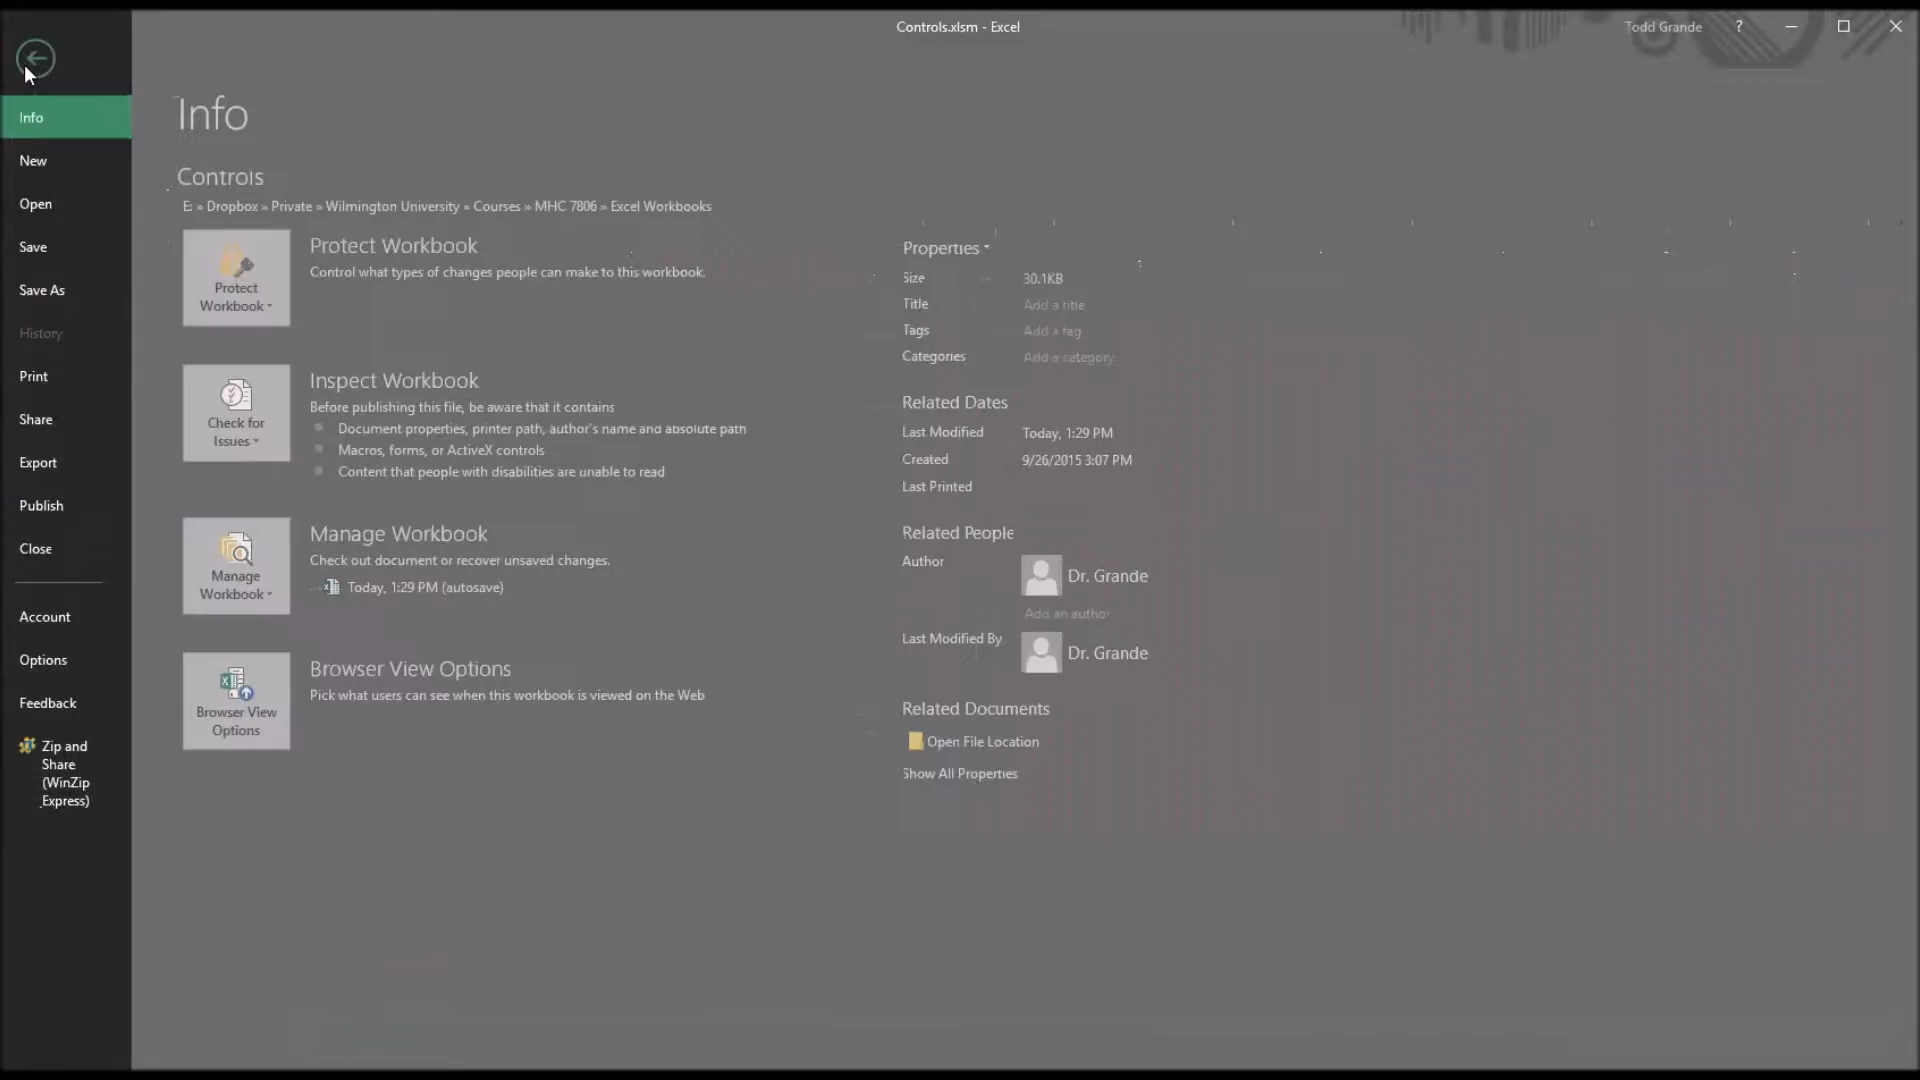 Controls.xlsm - Excel
Todd Grande
?
Info
New
Open
Save
Save As
History
Print
Share
Export
Publish
Close
Account
Options
Feedback
Zip and
Share
(WinZip
Express)
Info
Controls
E: » Dropbox » Private » Wilmington University » Courses » MHC 7806 » Excel Workbooks
Protect
Workbook
Protect Workbook
Control what types of changes people can make to this workbook.
Check for
Issues
Inspect Workbook
Before publishing this file, be aware that it contains
Document properties, printer path, author's name and absolute path
Macros, forms, or ActiveX controls
Content that people with disabilities are unable to read
Manage
Workbook
Manage Workbook
Check out document or recover unsaved changes.
Today, 1:29 PM (autosave)
Browser View
Options
Browser View Options
Pick what users can see when this workbook is viewed on the Web
Properties
Size 30.1KB
Title Add a title
Tags Add a tag
Categories Add a category
Related Dates
Last Modified Today, 1:29 PM
Created 9/26/2015 3:07 PM
Last Printed
Related People
Author Dr. Grande
Add an author
Last Modified By Dr. Grande
Related Documents
Open File Location
Show All Properties